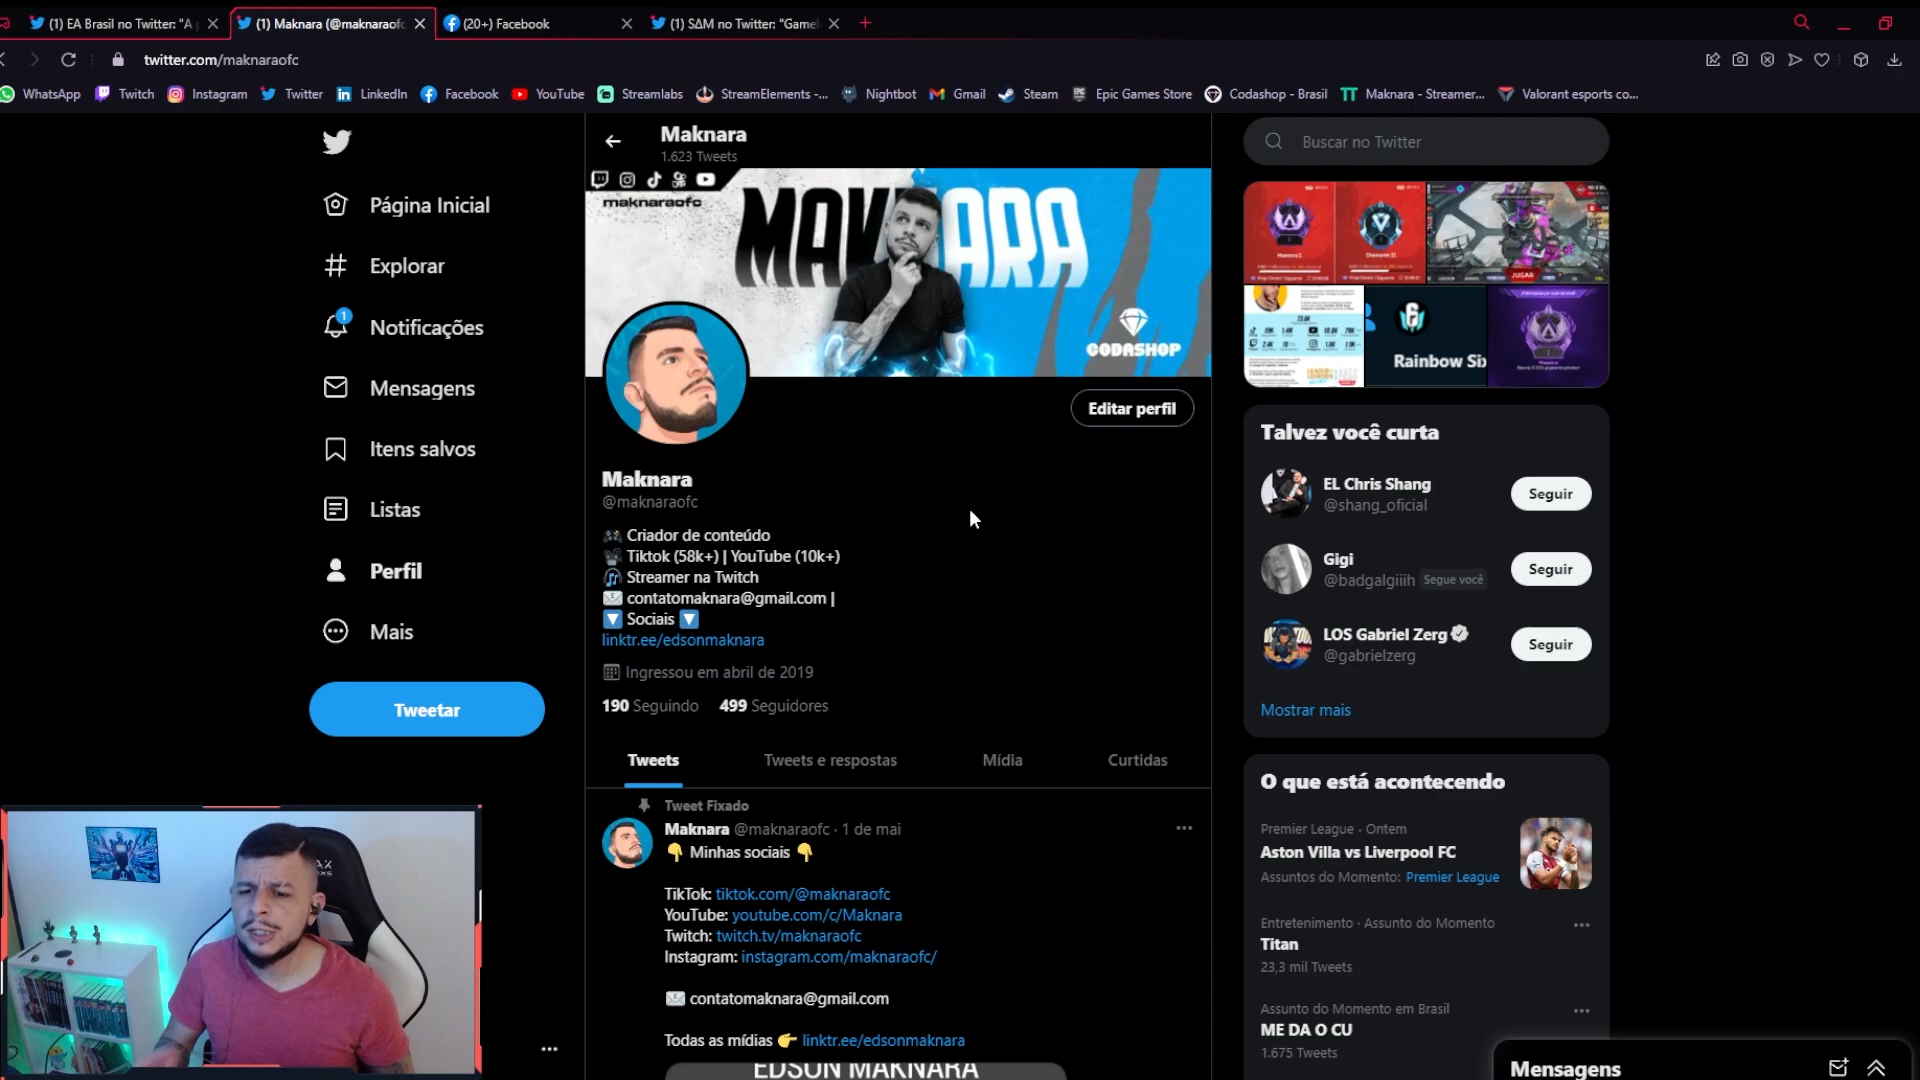 (1) EA Brasil no Twitter: "A
(1) Maknara (@maknaraofc
(20+) Facebook
(1) SΔM no Twitter: "Game
twitter.com/maknaraofc
WhatsApp
Twitch
Instagram
Twitter
LinkedIn
Facebook
YouTube
Streamlabs
StreamElements -...
Nightbot
Gmail
Steam
Epic Games Store
Codashop - Brasil
Maknara - Streamer...
Valorant esports co...
Página Inicial
Explorar
1
Notificações
Mensagens
Itens salvos
Listas
Perfil
Mais
Tweetar
Maknara
1.623 Tweets
maknaraofc
MAKNARA
CODASHOP
Editar perfil
Maknara
@maknaraofc
🎮 Criador de conteúdo
Tiktok (58k+) | YouTube (10k+)
Streamer na Twitch
📧 contatomaknara@gmail.com |
🔽 Sociais 🔽
linktr.ee/edsonmaknara
Ingressou em abril de 2019
190 Seguindo 499 Seguidores
Tweets
Tweets e respostas
Mídia
Curtidas
Tweet Fixado
Maknara @maknaraofc · 1 de mai
👇 Minhas sociais 👇
TikTok: tiktok.com/@maknaraofc
YouTube: youtube.com/c/Maknara
Twitch: twitch.tv/maknaraofc
Instagram: instagram.com/maknaraofc/
📧 contatomaknara@gmail.com
Todas as mídias 👉 linktr.ee/edsonmaknara
EDSON MAKNARA
Buscar no Twitter
JUGAR
Rainbow Six
Talvez você curta
EL Chris Shang
@shang_oficial
Seguir
Gigi
@badgalgiiih Segue você
Seguir
LOS Gabriel Zerg
@gabrielzerg
Seguir
Mostrar mais
O que está acontecendo
Premier League · Ontem
Aston Villa vs Liverpool FC
Assuntos do Momento: Premier League
Entretenimento · Assunto do Momento
Titan
23,3 mil Tweets
Assunto do Momento em Brasil
ME DA O CU
1.675 Tweets
Mensagens